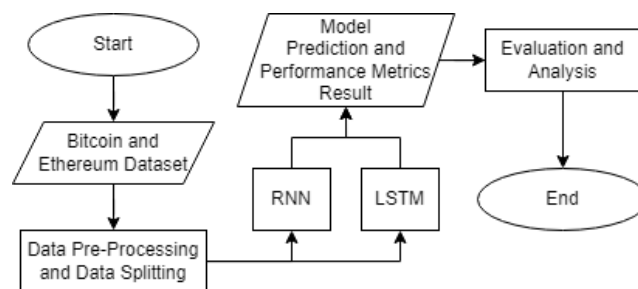 Start
Bitcoin and
Ethereum Dataset
Data Pre-Processing
and Data Splitting
RNN
LSTM
Model
Prediction and
Performance Metrics
Result
Evaluation and
Analysis
End